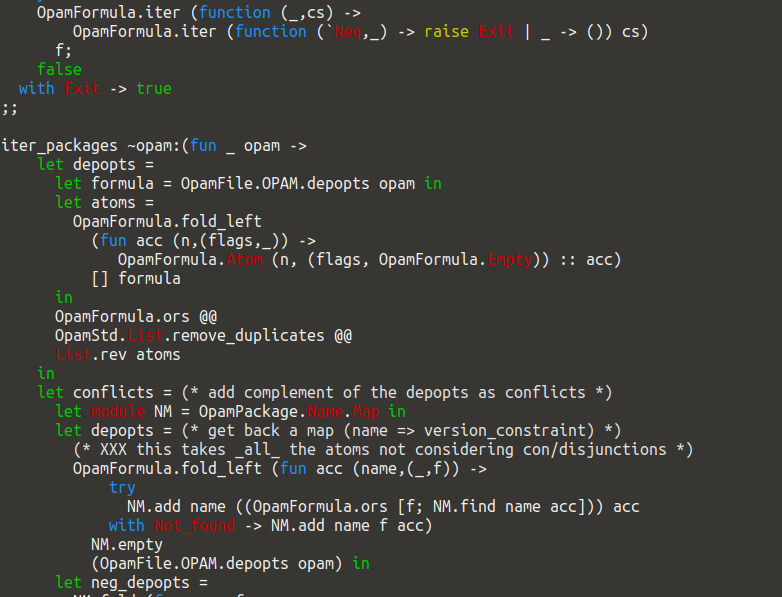 OpamFormula.iter (function (_,cs) ->
OpamFormula.iter (function (`Neq,_) -> raise Exit | _ -> ()) cs)
f;
false
with Exit -> true
;;
iter_packages ~opam:(fun _ opam ->
let depopts =
let formula = OpamFile.OPAM.depopts opam in
let atoms =
OpamFormula.fold_left
(fun acc (n,(flags,_)) ->
OpamFormula.Atom (n, (flags, OpamFormula.Empty)) :: acc)
[] formula
in
OpamFormula.ors @@
OpamStd.List.remove_duplicates @@
List.rev atoms
in
let conflicts = (* add complement of the depopts as conflicts *)
let module NM = OpamPackage.Name.Map in
let depopts = (* get back a map (name => version_constraint) *)
(* XXX this takes _all_ the atoms not considering con/disjunctions *)
OpamFormula.fold_left (fun acc (name,(_,f)) ->
try
NM.add name ((OpamFormula.ors [f; NM.find name acc])) acc
with Not_found -> NM.add name f acc)
NM.empty
(OpamFile.OPAM.depopts opam) in
let neg_depopts =